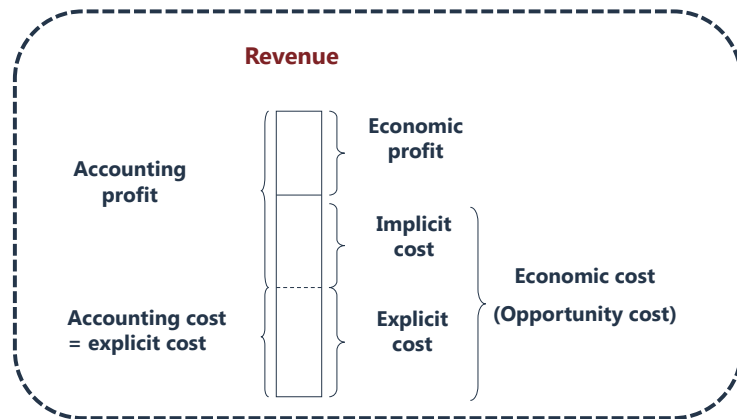 Revenue
Economic
profit
Accounting
profit
Implicit
cost
Economic cost
(Opportunity cost)
Accounting cost
= explicit cost
Explicit
cost